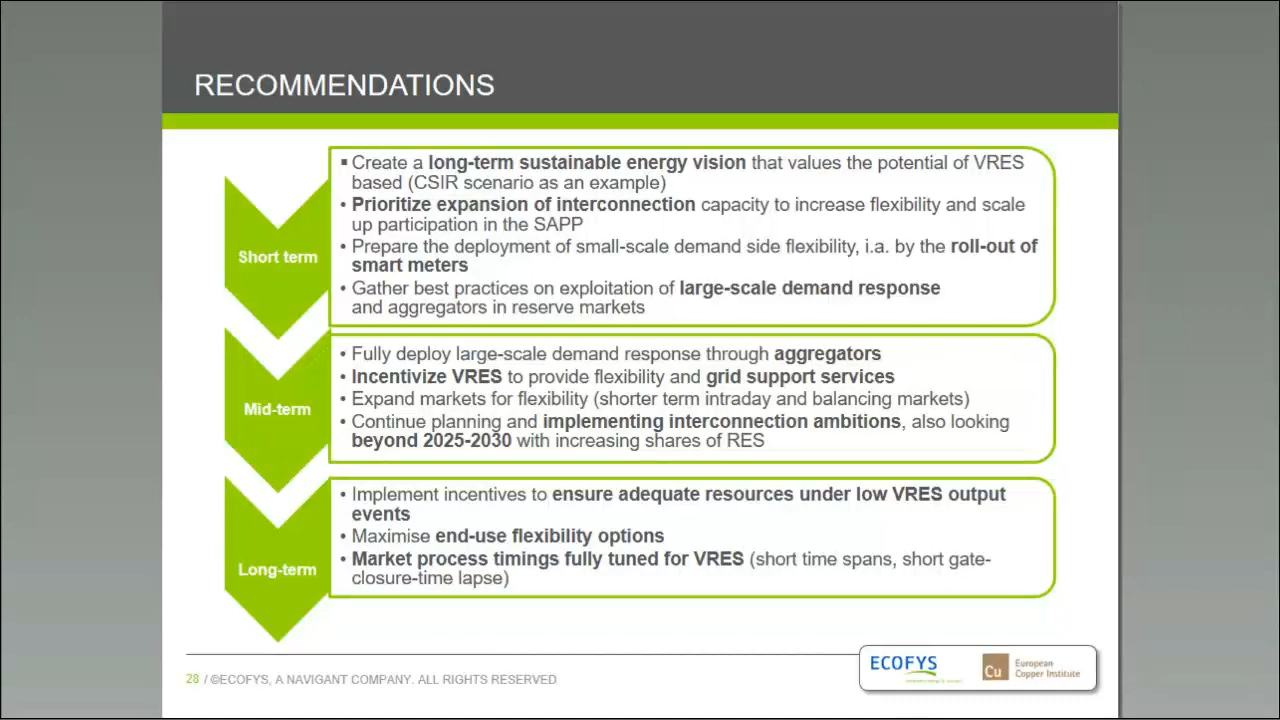 RECOMMENDATIONS
Short term
▪ Create a long-term sustainable energy vision that values the potential of VRES
based (CSIR scenario as an example)
• Prioritize expansion of interconnection capacity to increase flexibility and scale
up participation in the SAPP
• Prepare the deployment of small-scale demand side flexibility, i.a. by the roll-out of
smart meters
• Gather best practices on exploitation of large-scale demand response
and aggregators in reserve markets
Mid-term
• Fully deploy large-scale demand response through aggregators
• Incentivize VRES to provide flexibility and grid support services
• Expand markets for flexibility (shorter term intraday and balancing markets)
• Continue planning and implementing interconnection ambitions, also looking
beyond 2025-2030 with increasing shares of RES
Long-term
• Implement incentives to ensure adequate resources under low VRES output
events
• Maximise end-use flexibility options
• Market process timings fully tuned for VRES (short time spans, short gate-
closure-time lapse)
28 / ©ECOFYS, A NAVIGANT COMPANY. ALL RIGHTS RESERVED
ECOFYS
Cu
European
Copper Institute